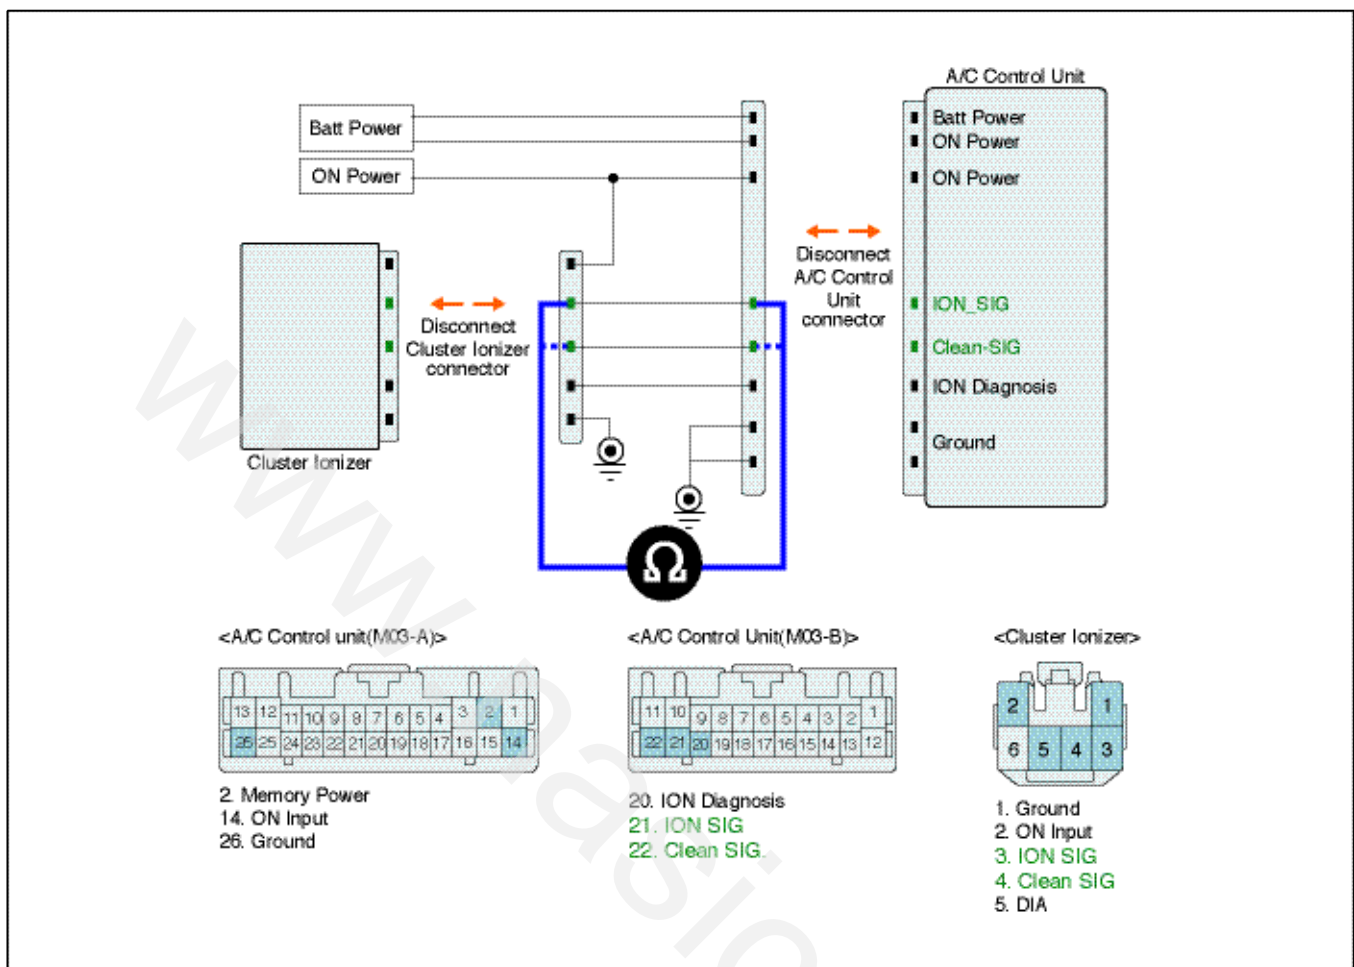 A/C Control Unit
Batt Power
ON Power
Batt Power
ON Power
ON Power
Disconnect
A/C Control
Unit
connector
ION_SIG
Clean-SIG
ION Diagnosis
Ground
Disconnect
Cluster Ionizer
connector
Cluster Ionizer
Ω
<A/C Control unit(M03-A)>
13 12 11 10 9 8 7 6 5 4 3 2 1
26 25 24 23 22 21 20 19 18 17 16 15 14
2. Memory Power
14. ON Input
26. Ground
<A/C Control Unit(M03-B)>
11 10 9 8 7 6 5 4 3 2 1
22 21 20 19 18 17 16 15 14 13 12
20. ION Diagnosis
21. ION SIG
22. Clean SIG.
<Cluster Ionizer>
2 1
6 5 4 3
1. Ground
2. ON Input
3. ION SIG
4. Clean SIG
5. DIA